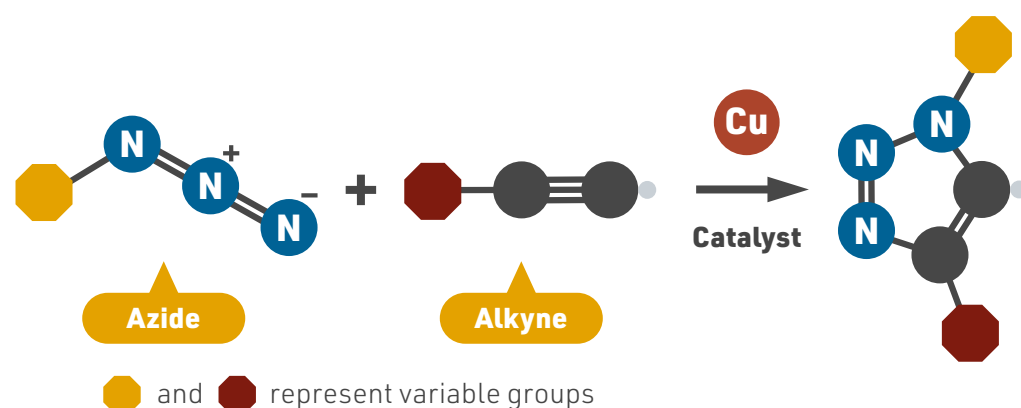 N
N
+
N
−
+
Cu
Catalyst
N
N
N
Azide
Alkyne
and
represent variable groups